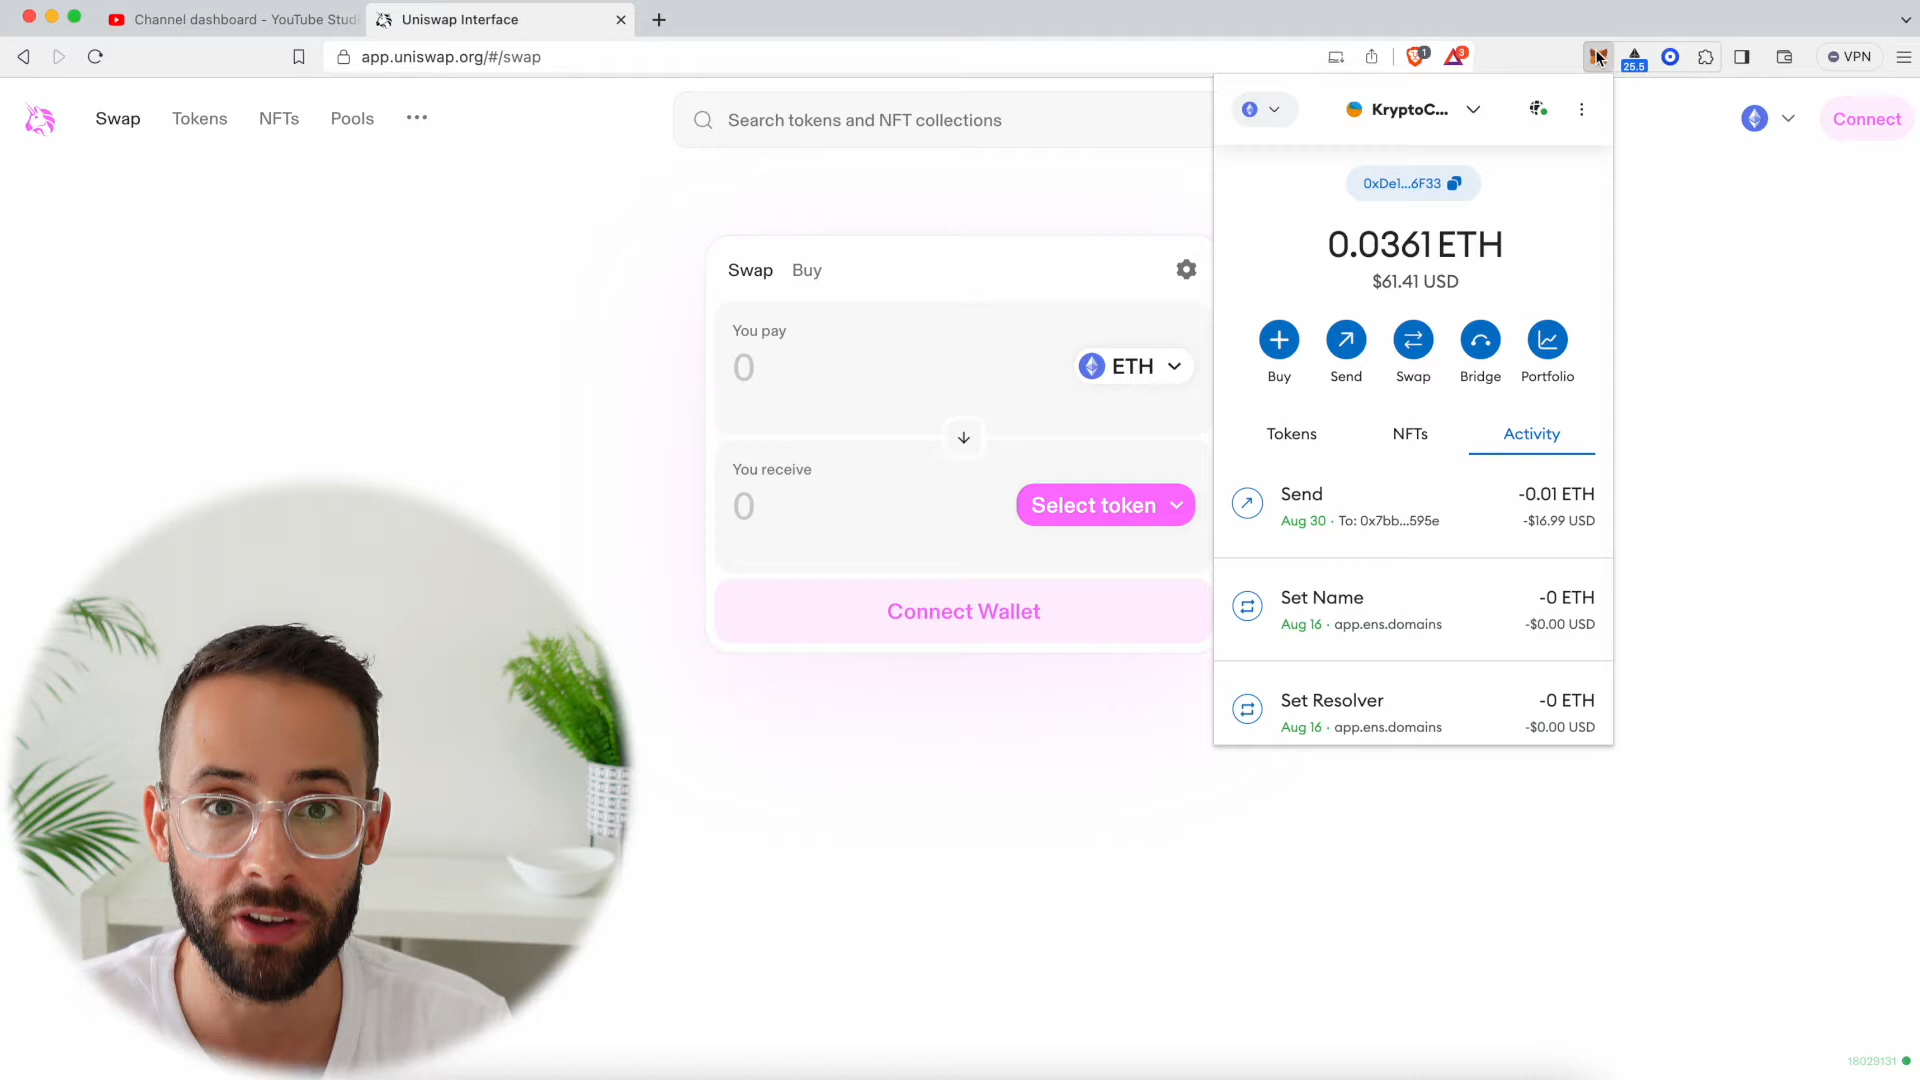 Channel dashboard - YouTube Studi
Uniswap Interface
app.uniswap.org/#/swap
1
3
25.5
VPN
Swap
Tokens
NFTs
Pools
Search tokens and NFT collections
Connect
KryptoC...
0xDe1...6F33
0.0361 ETH
$61.41 USD
Buy
Send
Swap
Bridge
Portfolio
Tokens
NFTs
Activity
Send
-0.01 ETH
Aug 30 · To: 0x7bb...595e
-$16.99 USD
Set Name
-0 ETH
Aug 16 · app.ens.domains
-$0.00 USD
Set Resolver
-0 ETH
Aug 16 · app.ens.domains
-$0.00 USD
Swap
Buy
You pay
0
ETH
You receive
0
Select token
Connect Wallet
18029131